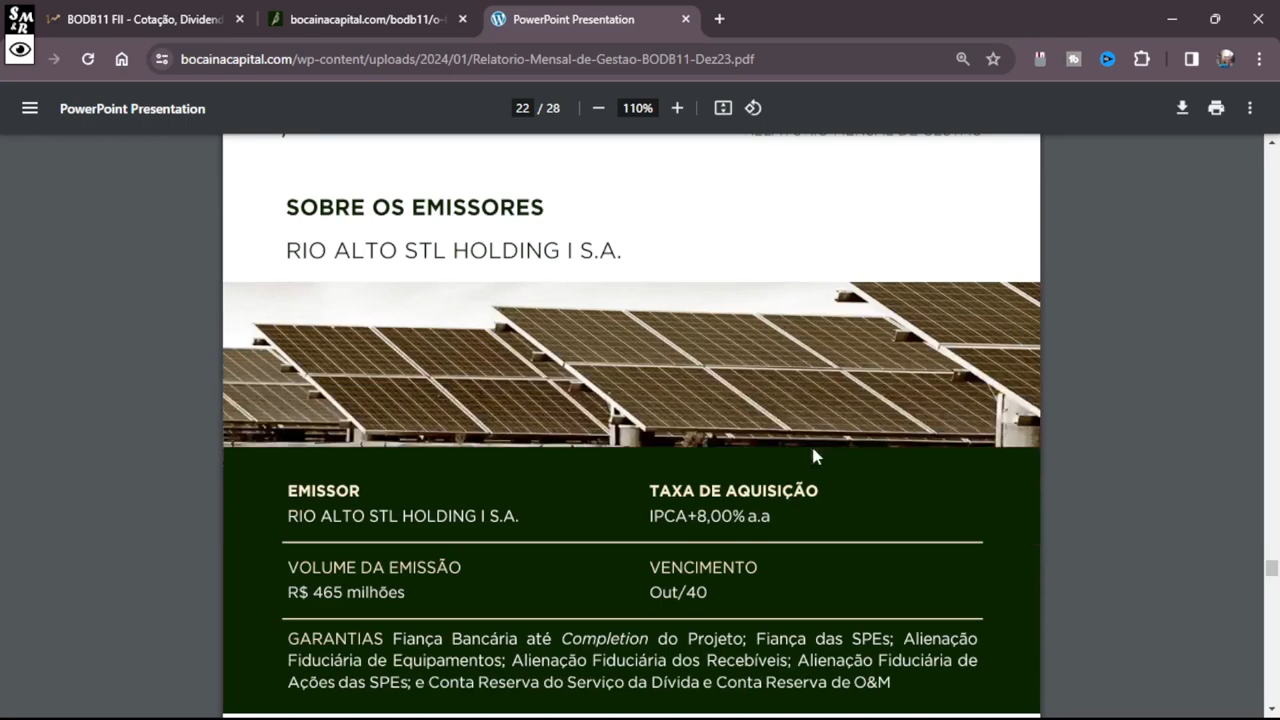 SM
&R
BODB11 FII - Cotação, Dividend
bocainacapital.com/bodb11/o-
PowerPoint Presentation
bocainacapital.com/wp-content/uploads/2024/01/Relatorio-Mensal-de-Gestao-BODB11-Dez23.pdf
PowerPoint Presentation
22 / 28
110%
SOBRE OS EMISSORES
RIO ALTO STL HOLDING I S.A.
EMISSOR
RIO ALTO STL HOLDING I S.A.
TAXA DE AQUISIÇÃO
IPCA+8,00% a.a
VOLUME DA EMISSÃO
R$ 465 milhões
VENCIMENTO
Out/40
GARANTIAS Fiança Bancária até Completion do Projeto; Fiança das SPEs; Alienação
Fiduciária de Equipamentos; Alienação Fiduciária dos Recebíveis; Alienação Fiduciária de
Ações das SPEs; e Conta Reserva do Serviço da Dívida e Conta Reserva de O&M